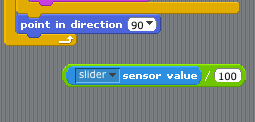 point in direction 90
slider sensor value / 100